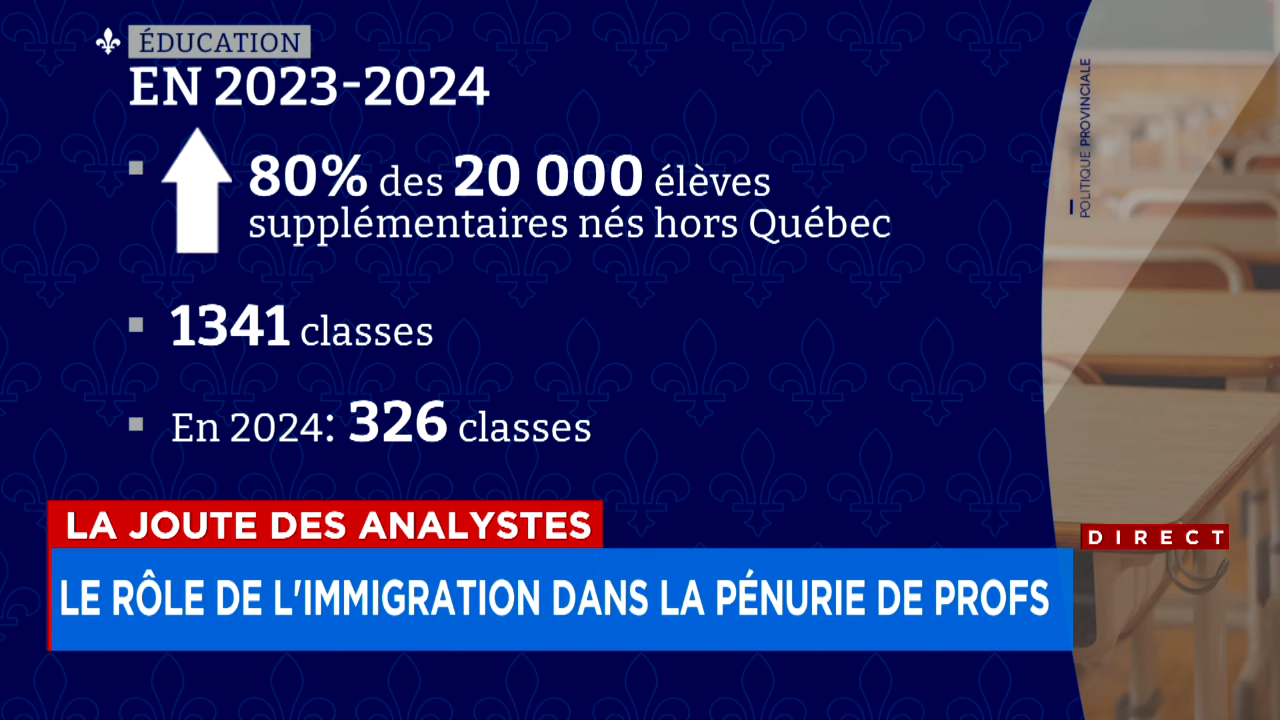 ÉDUCATION
EN 2023-2024
80% des 20 000 élèves
supplémentaires nés hors Québec
1341 classes
En 2024: 326 classes
POLITIQUE PROVINCIALE
LA JOUTE DES ANALYSTES
DIRECT
LE RÔLE DE L'IMMIGRATION DANS LA PÉNURIE DE PROFS